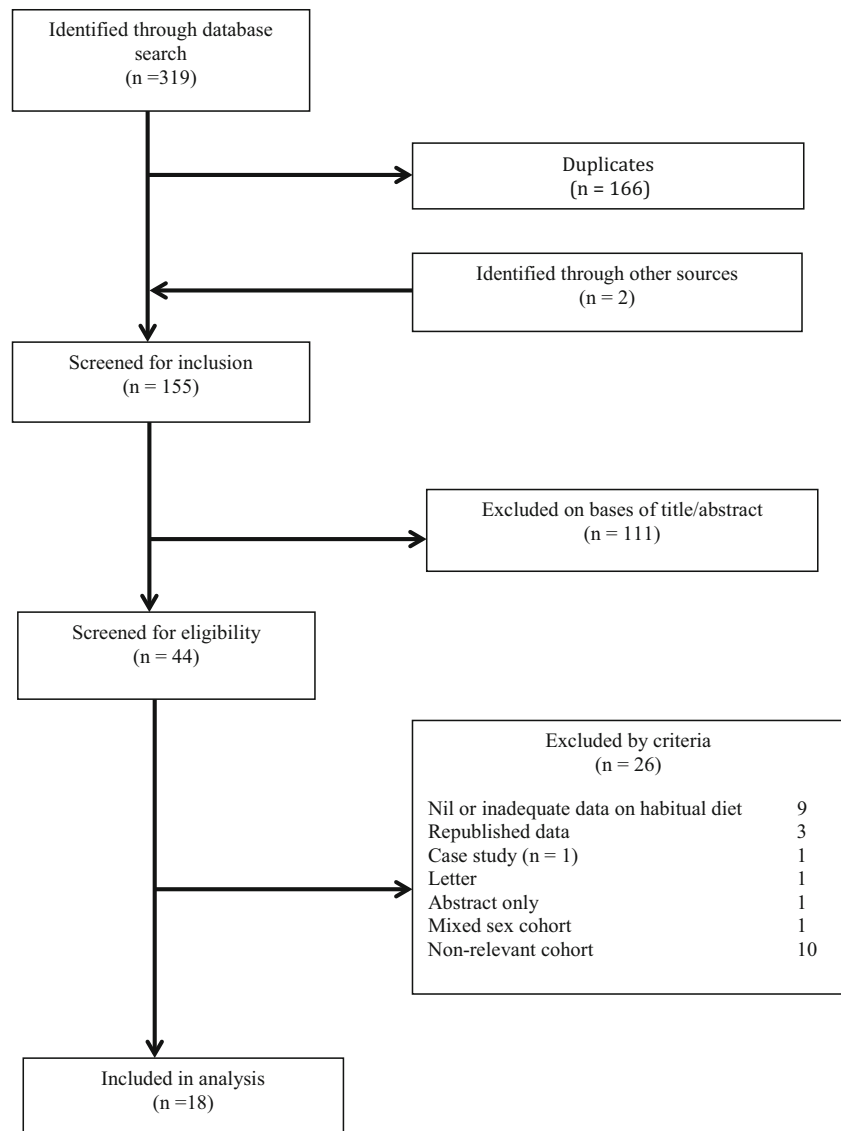 Identified through database
search
(n =319)
Duplicates
(n = 166)
Identified through other sources
(n = 2)
Screened for inclusion
(n = 155)
Excluded on bases of title/abstract
(n = 111)
Screened for eligibility
(n = 44)
Excluded by criteria
(n = 26)
Nil or inadequate data on habitual diet 9
Republished data 3
Case study (n = 1) 1
Letter 1
Abstract only 1
Mixed sex cohort 1
Non-relevant cohort 10
Included in analysis
(n =18)